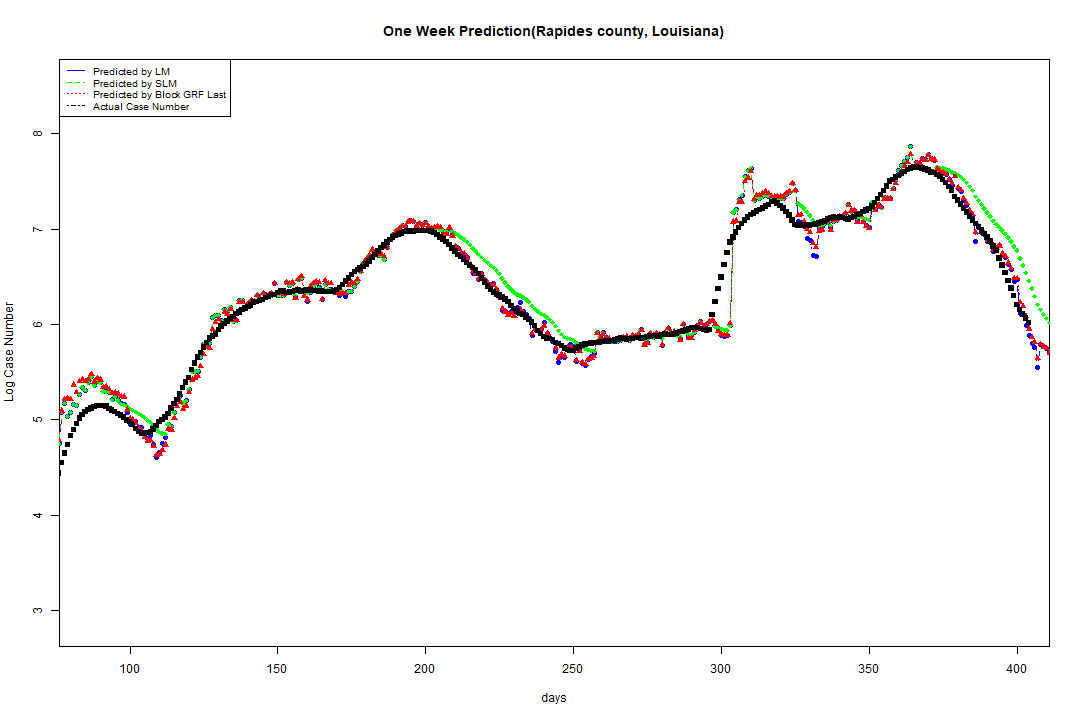 One Week Prediction(Rapides county, Louisiana)
Predicted by LM
Predicted by SLM
Predicted by Block GRF Last
Actual Case Number
8
7
6
5
4
3
Log Case Number
100 150 200 250 300 350 400
days